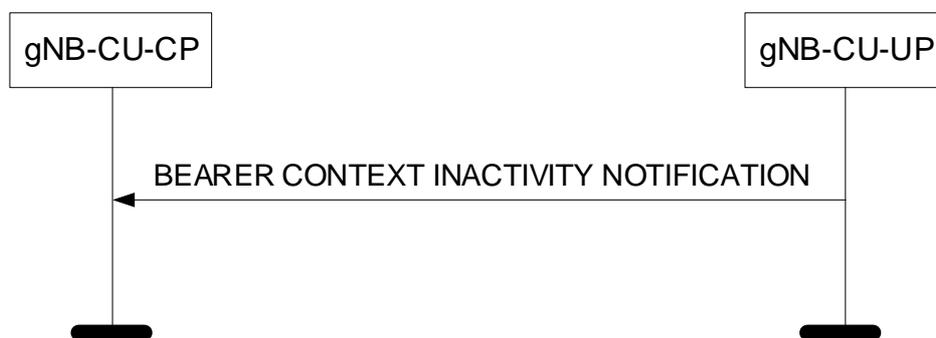 gNB-CU-CP
gNB-CU-UP
BEARER CONTEXT INACTIVITY NOTIFICATION